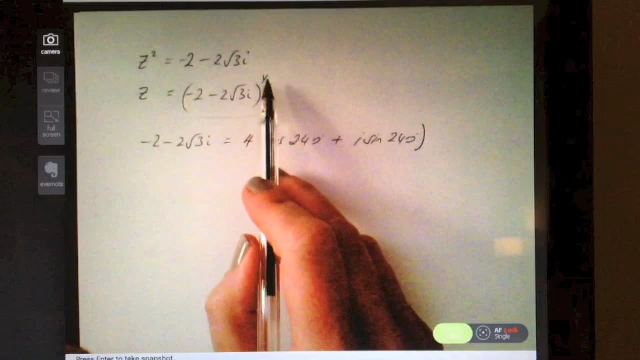 camera
review
full
screen
evernote
z² = -2 - 2√3i
z = (-2 - 2√3i)
-2 - 2√3i = 4 240 + i sin 240)
AF Lock
Single
Press Enter to take snapshot